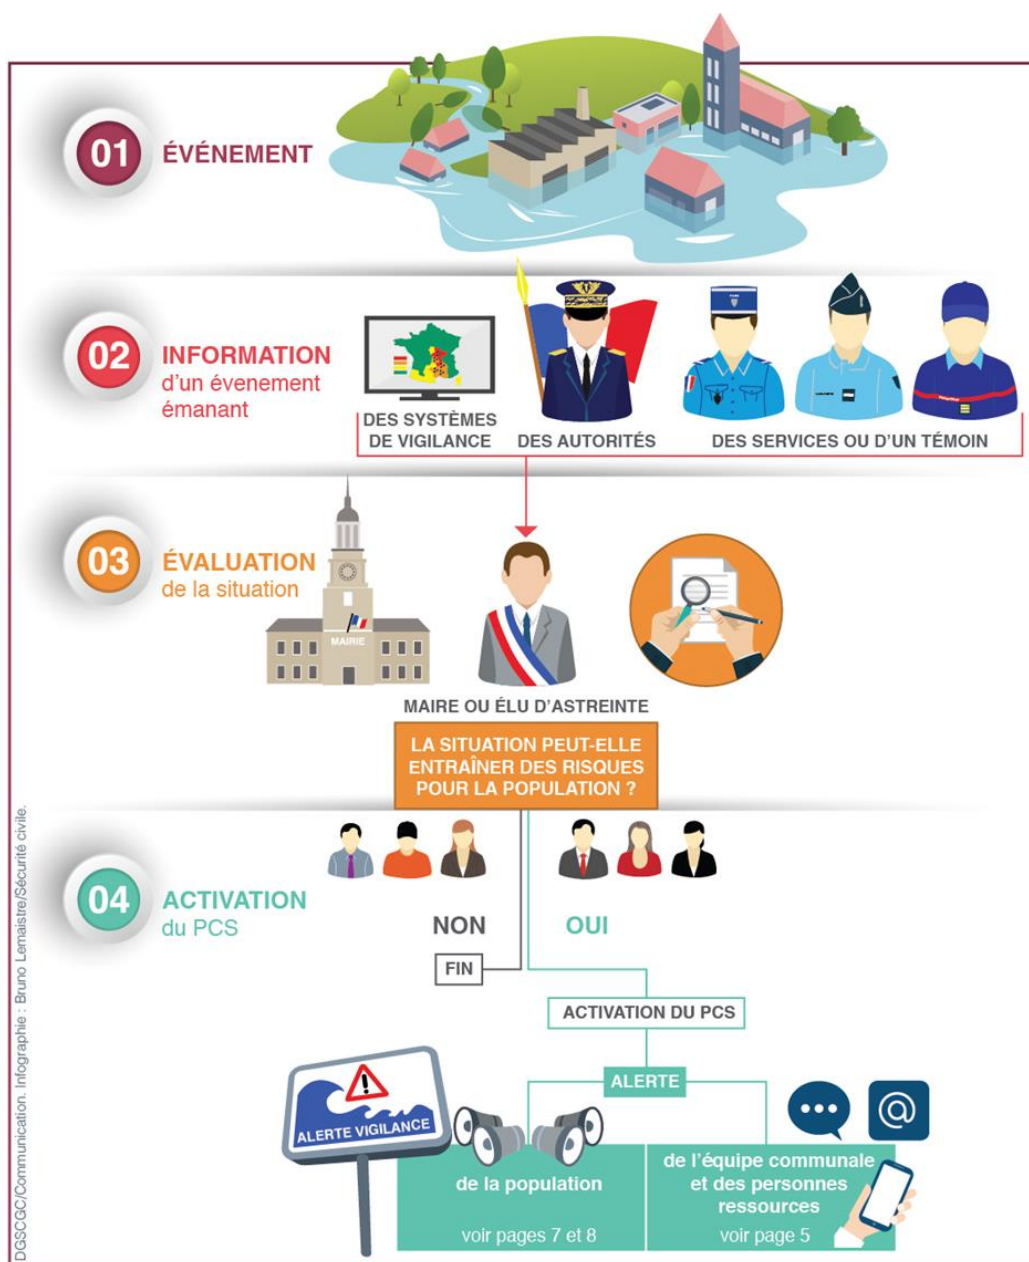 01
ÉVÉNEMENT
02
INFORMATION
d'un évenement
émanant
DES SYSTÈMES
DE VIGILANCE
DES AUTORITÉS
DES SERVICES OU D'UN TÉMOIN
03
ÉVALUATION
de la situation
MAIRIE
MAIRE OU ÉLU D'ASTREINTE
LA SITUATION PEUT-ELLE
ENTRAÎNER DES RISQUES
POUR LA POPULATION ?
04
ACTIVATION
du PCS
NON
OUI
FIN
ACTIVATION DU PCS
ALERTE
ALERTE VIGILANCE
de la population
voir pages 7 et 8
de l'équipe communale
et des personnes
ressources
voir page 5
DGSCGC/Communication. Infographie : Bruno Lemaistre/Sécurité civile.